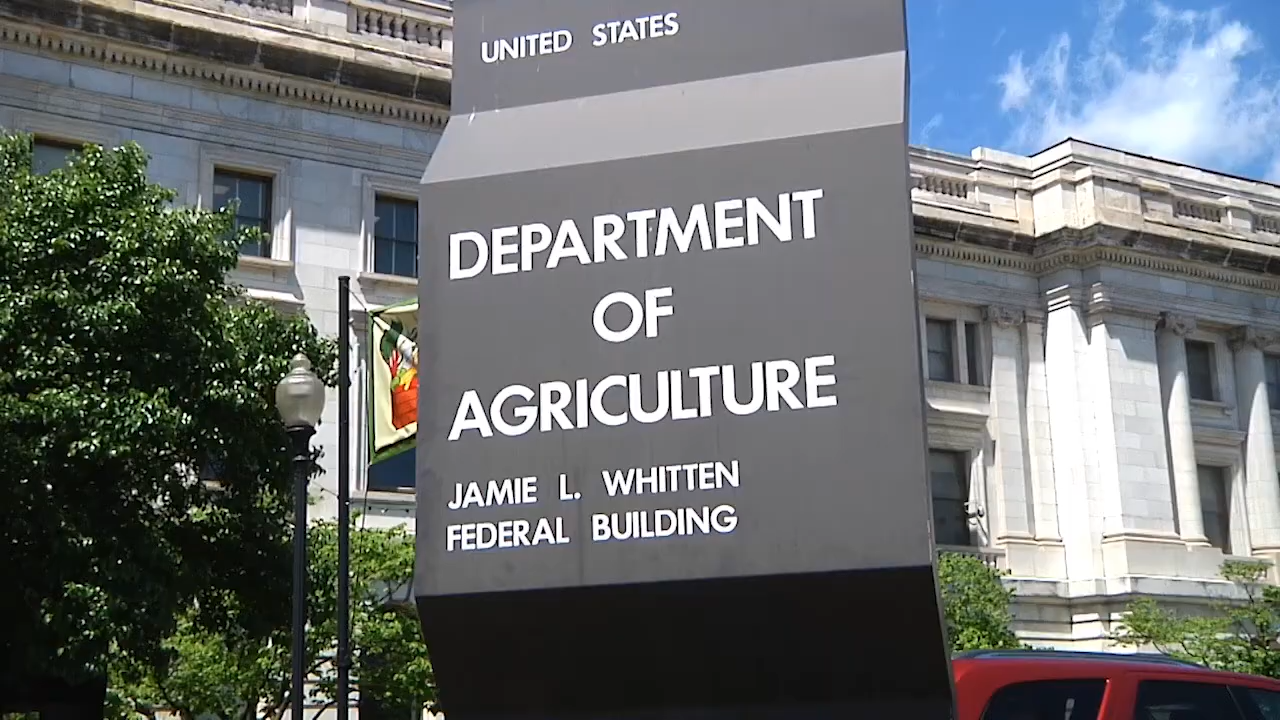 UNITED STATES
DEPARTMENT
OF
AGRICULTURE
JAMIE L. WHITTEN
FEDERAL BUILDING